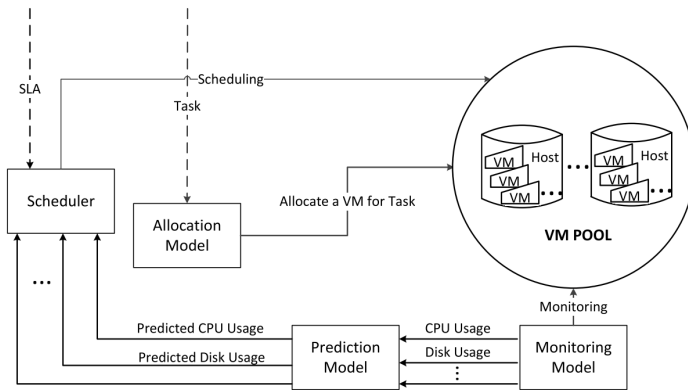 Scheduling
SLA
Task
Scheduler
Allocation
Model
Allocate a VM for Task
VM
VM
VM
Host
...
...
VM
VM
VM
Host
...
VM POOL
...
Monitoring
Predicted CPU Usage
CPU Usage
Predicted Disk Usage
Disk Usage
Prediction
Model
Monitoring
Model